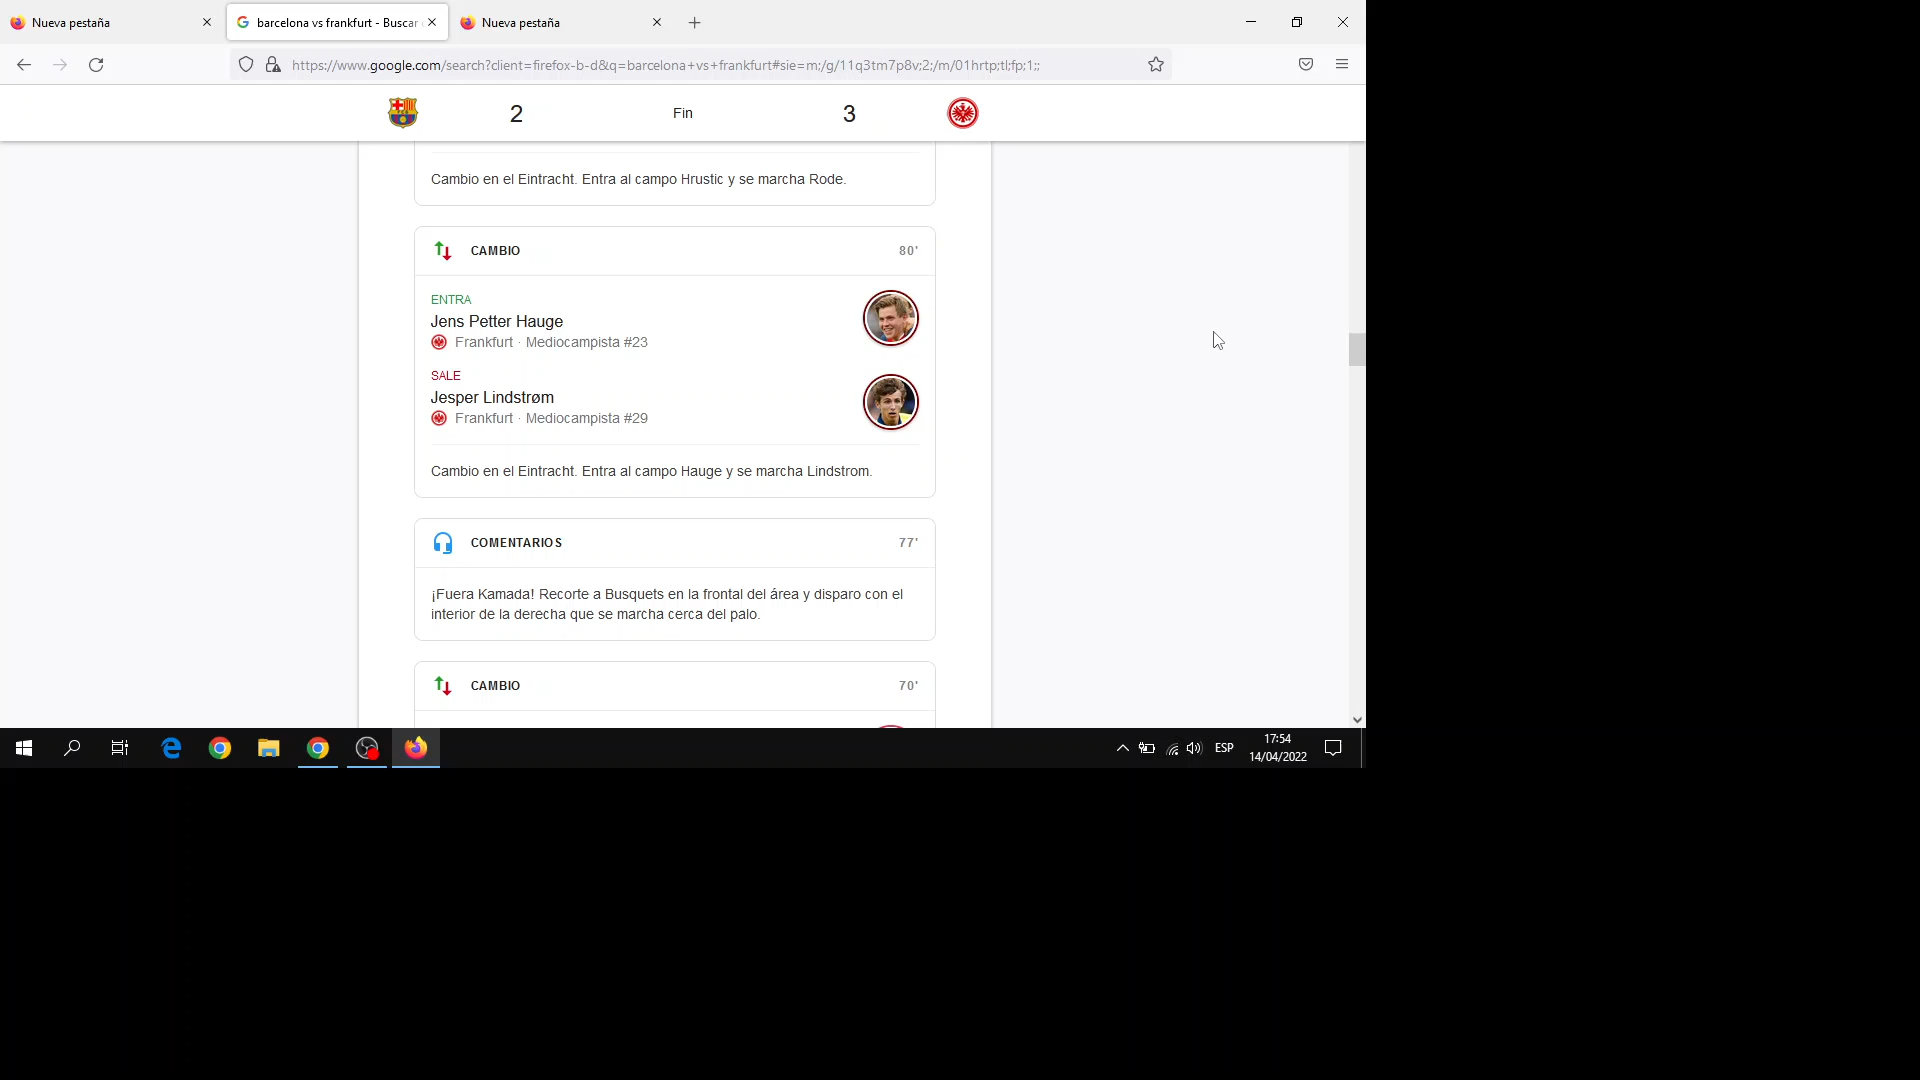 Nueva pestaña
barcelona vs frankfurt - Buscar
Nueva pestaña
https://www.google.com/search?client=firefox-b-d&q=barcelona+vs+frankfurt#sie=m;/g/11q3tm7p8v;2;/m/01hrtp;tl;fp;1;;
2 Fin 3
Cambio en el Eintracht. Entra al campo Hrustic y se marcha Rode.
CAMBIO 80'
ENTRA
Jens Petter Hauge
Frankfurt · Mediocampista #23
SALE
Jesper Lindstrøm
Frankfurt · Mediocampista #29
Cambio en el Eintracht. Entra al campo Hauge y se marcha Lindstrom.
COMENTARIOS 77'
¡Fuera Kamada! Recorte a Busquets en la frontal del área y disparo con el
interior de la derecha que se marcha cerca del palo.
CAMBIO 70'
ESP
17:54
14/04/2022